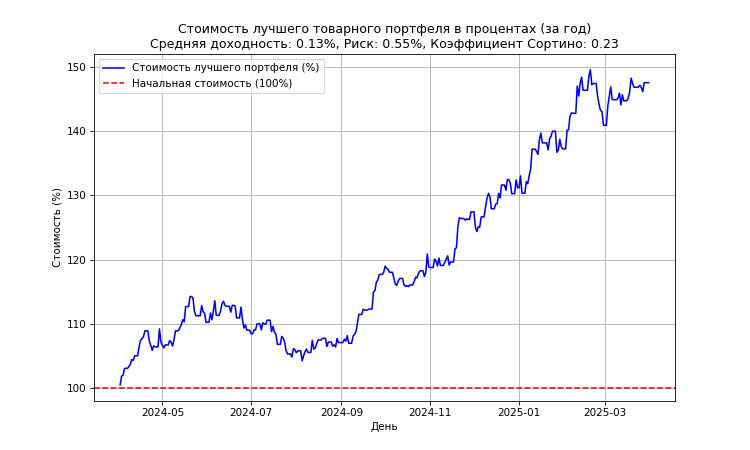 Стоимость лучшего товарного портфеля в процентах (за год)
Средняя доходность: 0.13%, Риск: 0.55%, Коэффициент Сортино: 0.23
Стоимость лучшего портфеля (%)
Начальная стоимость (100%)
Стоимость (%)
150
140
130
120
110
100
2024-05
2024-07
2024-09
2024-11
2025-01
2025-03
День